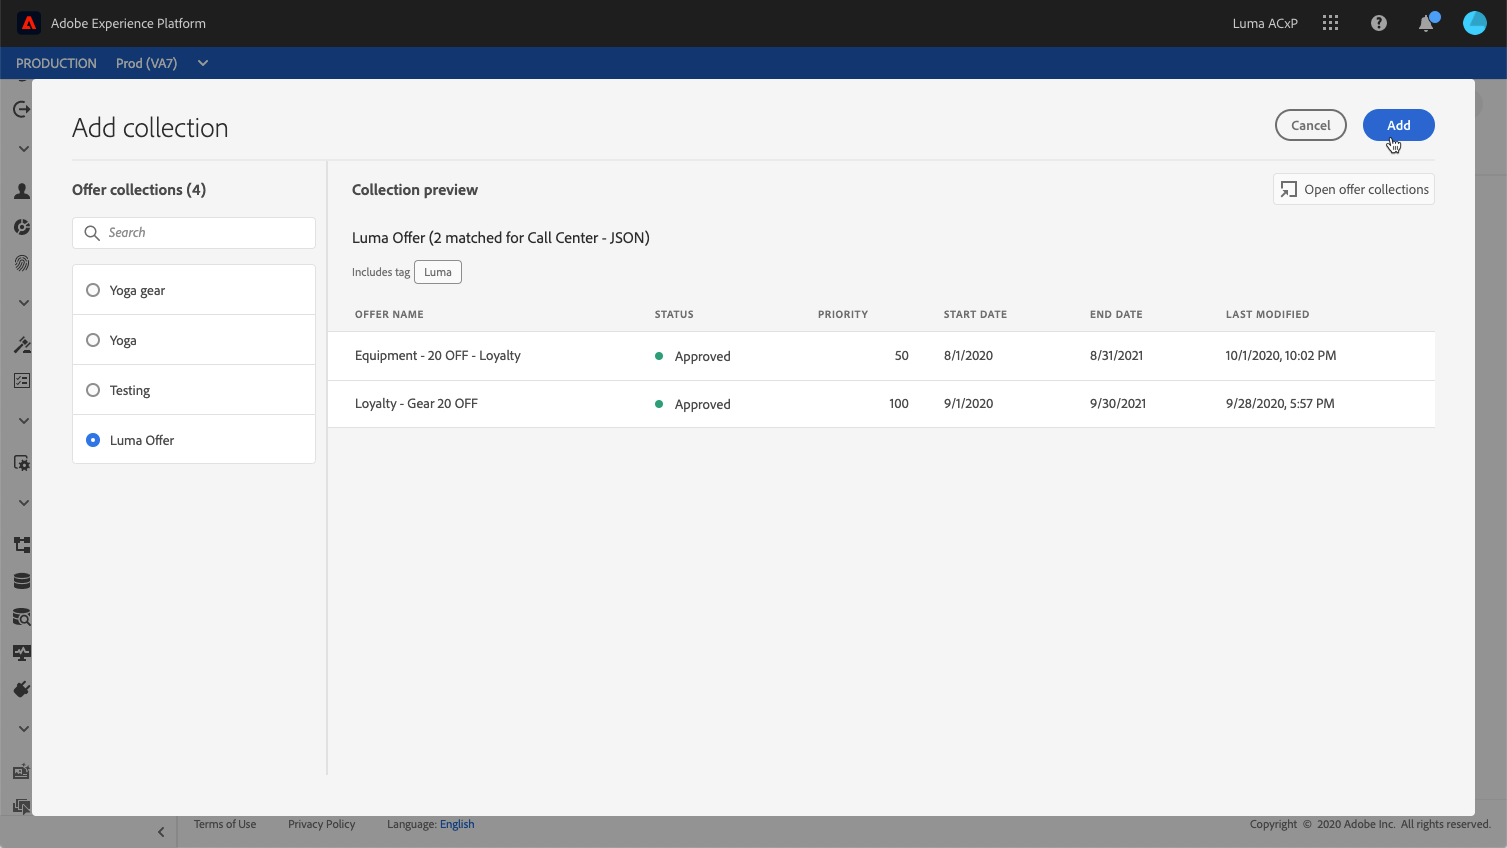 Adobe Experience Platform
Luma ACxP
PRODUCTION Prod (VA7)
Add collection
Cancel
Add
Offer collections (4)
Search
Yoga gear
Yoga
Testing
Luma Offer
Collection preview
Open offer collections
Luma Offer (2 matched for Call Center - JSON)
Includes tag Luma
OFFER NAME STATUS PRIORITY START DATE END DATE LAST MODIFIED
Equipment - 20 OFF - Loyalty Approved 50 8/1/2020 8/31/2021 10/1/2020, 10:02 PM
Loyalty - Gear 20 OFF Approved 100 9/1/2020 9/30/2021 9/28/2020, 5:57 PM
Terms of Use Privacy Policy Language: English Copyright © 2020 Adobe Inc. All rights reserved.